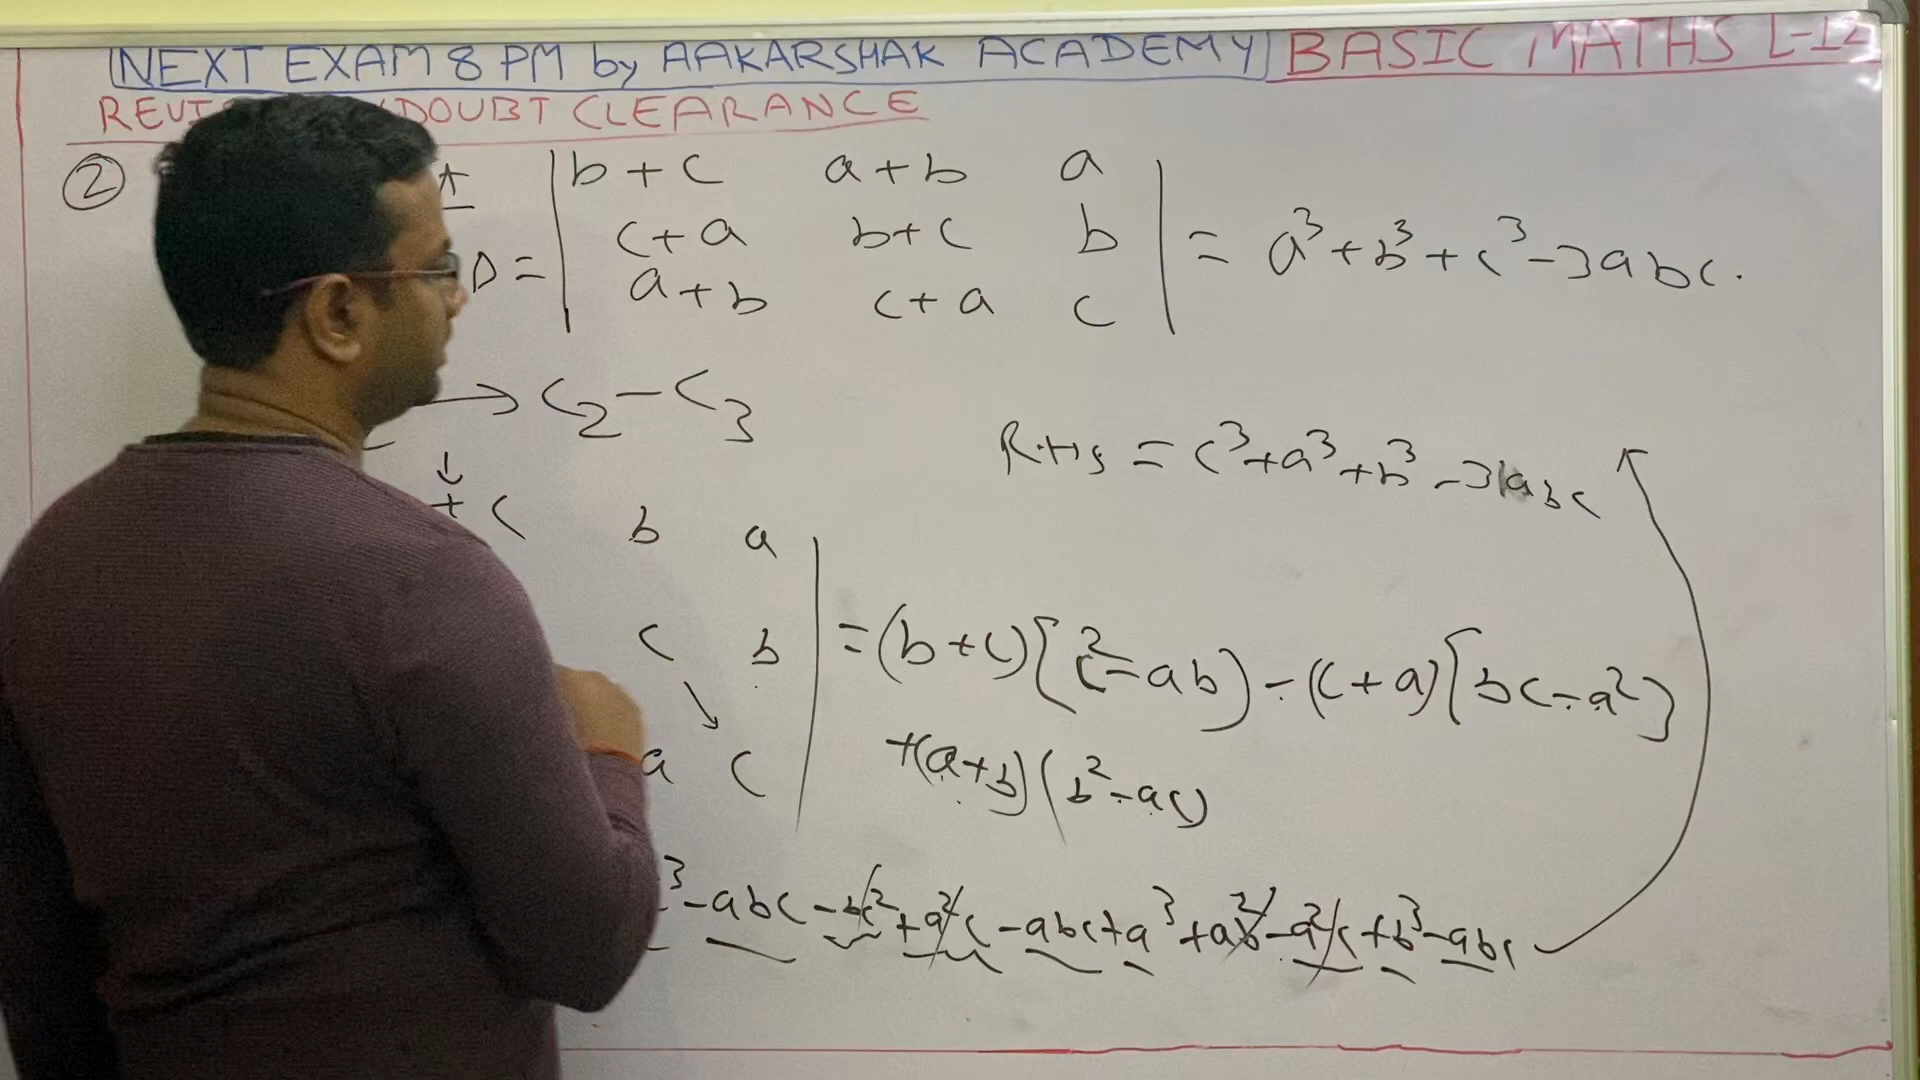 NEXT EXAM 8 PM by AAKARSHAK ACADEMY BASIC MATHS L-12
DOUBT CLEARANCE
②
b+c a+b a
D = c+a b+c b = a³+b³+c³-3abc.
a+b c+a c
→ C₂-C₃
RHS = c³+a³+b³-3abc
↓
+c b a
c b = (b+c)[c²-ab)-(c+a)[bc-a²]
a c +(a+b)(b²-ac)
³-abc-bc²+a²c-abc+a³+ab²-a²c+b³-abc